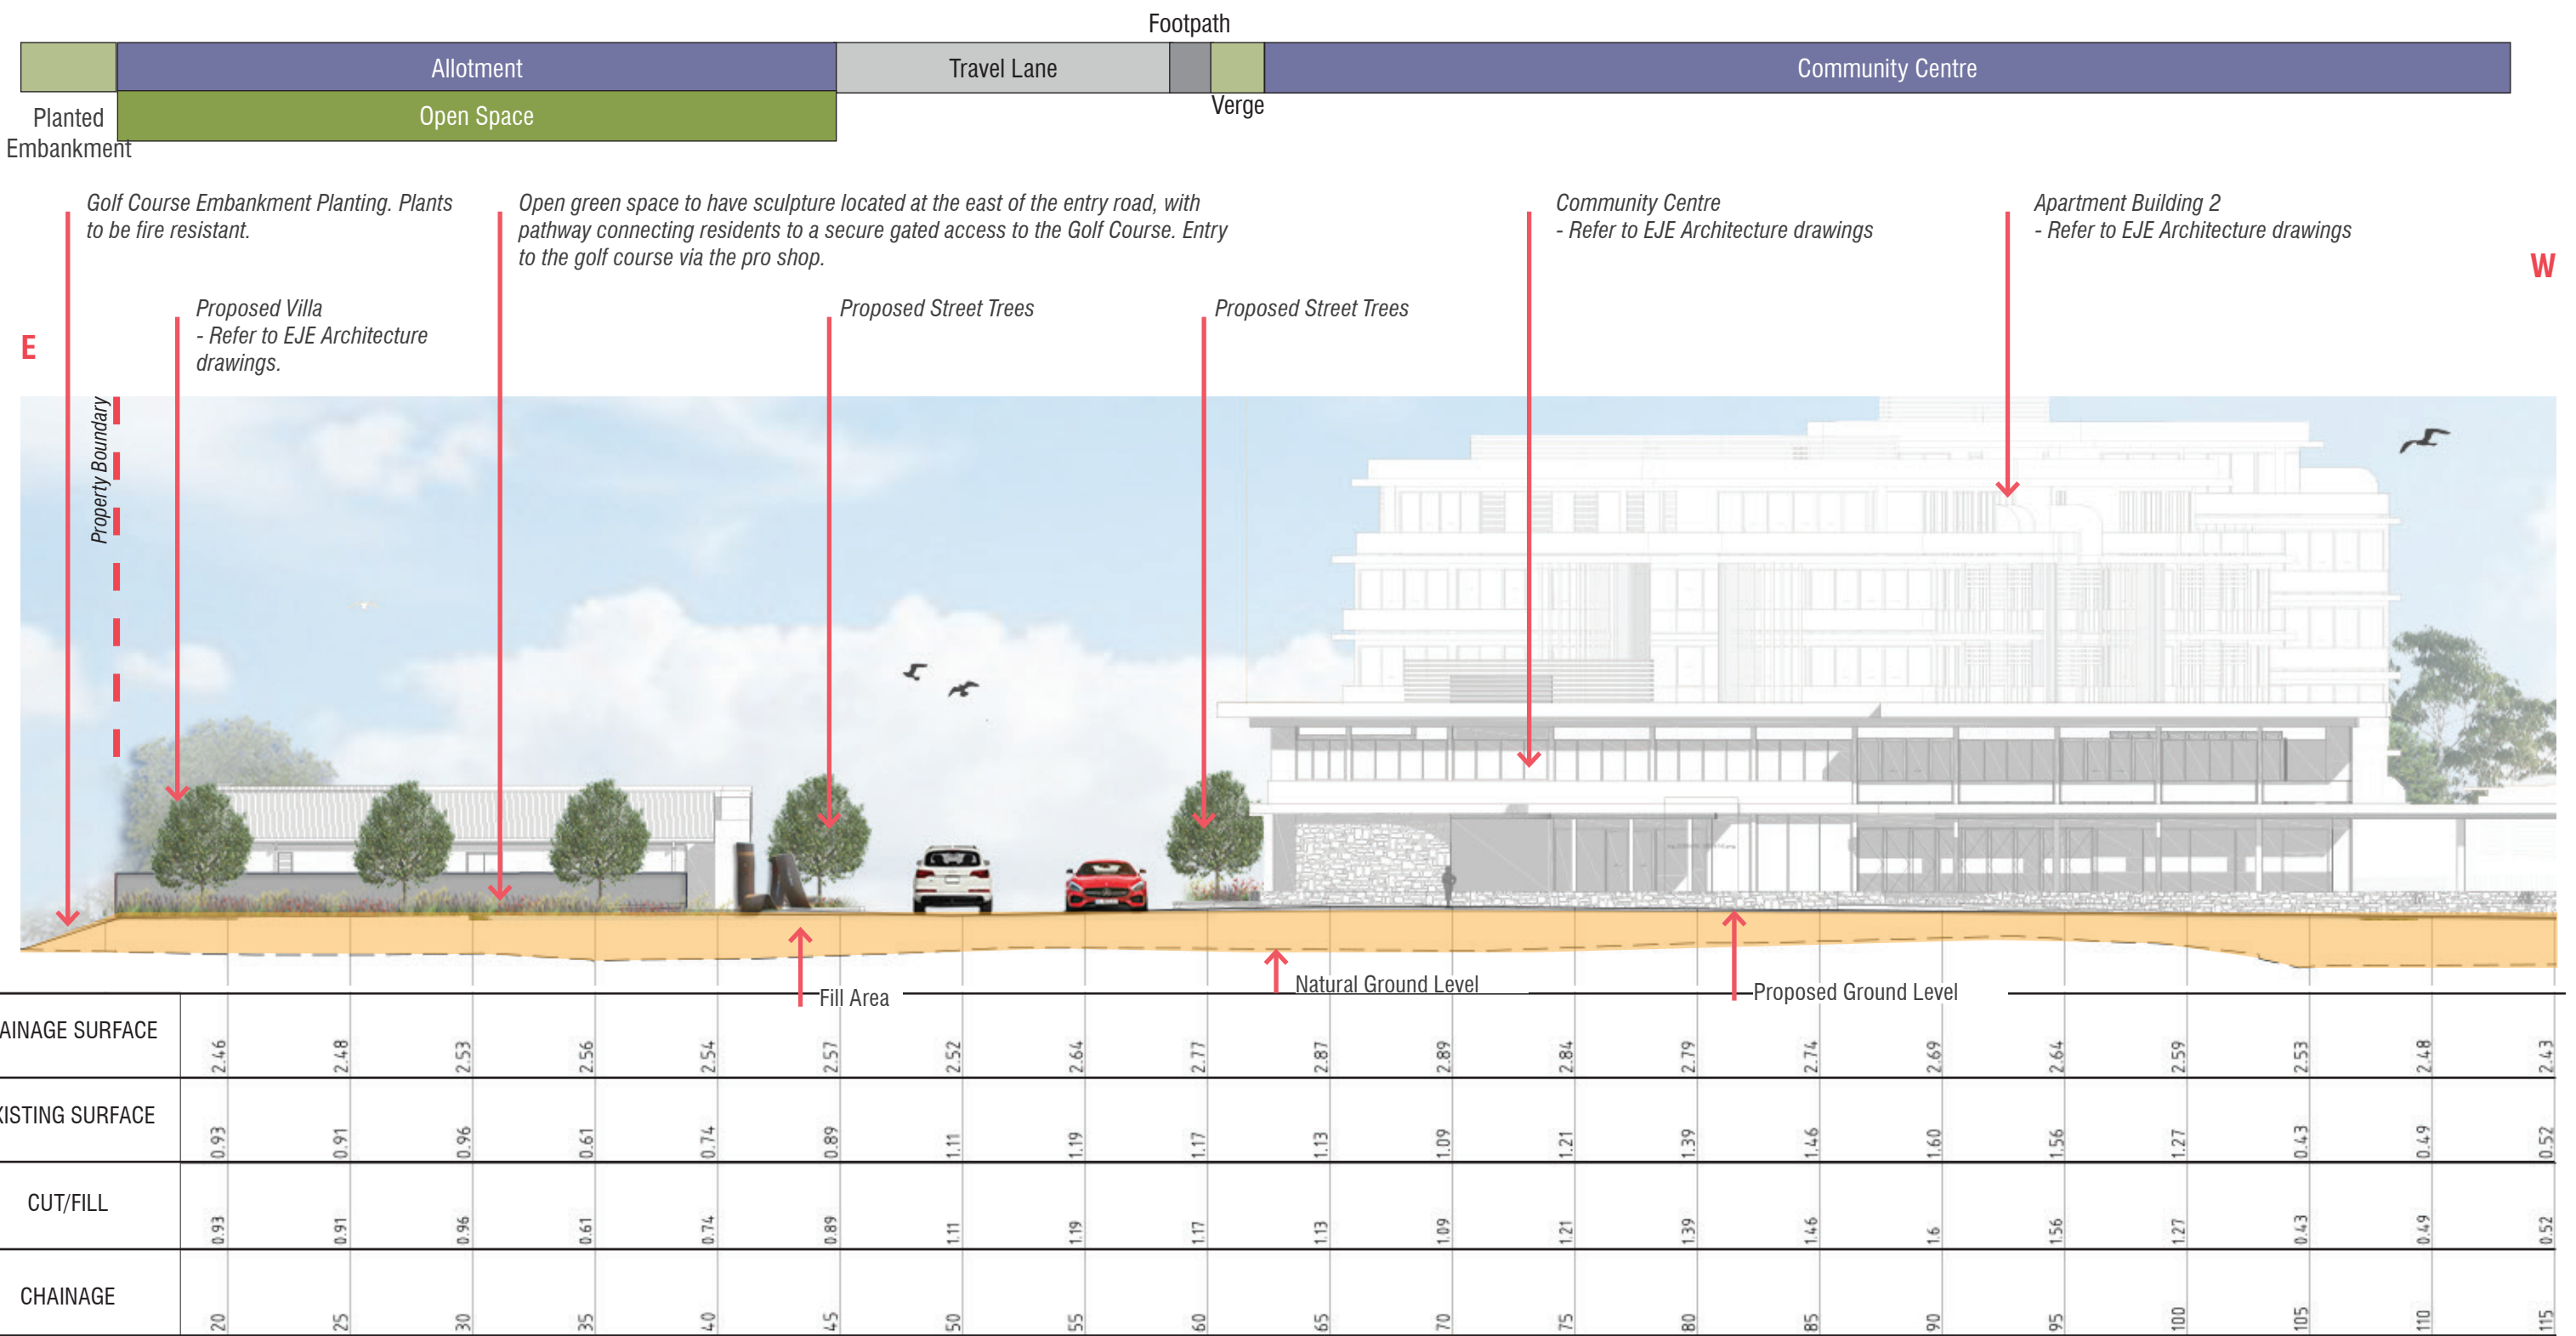 Footpath
Allotment
Travel Lane
Community Centre
Planted
Embankment
Open Space
Verge
Golf Course Embankment Planting. Plants
to be fire resistant.
Open green space to have sculpture located at the east of the entry road, with
pathway connecting residents to a secure gated access to the Golf Course. Entry
to the golf course via the pro shop.
Community Centre
- Refer to EJE Architecture drawings
Apartment Building 2
- Refer to EJE Architecture drawings
W
Proposed Villa
- Refer to EJE Architecture
drawings.
Proposed Street Trees
Proposed Street Trees
E
Property Boundary
Fill Area
Natural Ground Level
Proposed Ground Level
AINAGE SURFACE 2.46 2.48 2.53 2.56 2.54 2.57 2.52 2.64 2.77 2.87 2.89 2.84 2.79 2.74 2.69 2.64 2.59 2.53 2.48 2.43
XISTING SURFACE 0.93 0.91 0.96 0.61 0.74 0.89 1.11 1.19 1.17 1.13 1.09 1.21 1.39 1.46 1.60 1.56 1.27 0.43 0.49 0.52
CUT/FILL 0.93 0.91 0.96 0.61 0.74 0.89 1.11 1.19 1.17 1.13 1.09 1.21 1.39 1.46 1.6 1.56 1.27 0.43 0.49 0.52
CHAINAGE 20 25 30 35 40 45 50 55 60 65 70 75 80 85 90 95 100 105 110 115